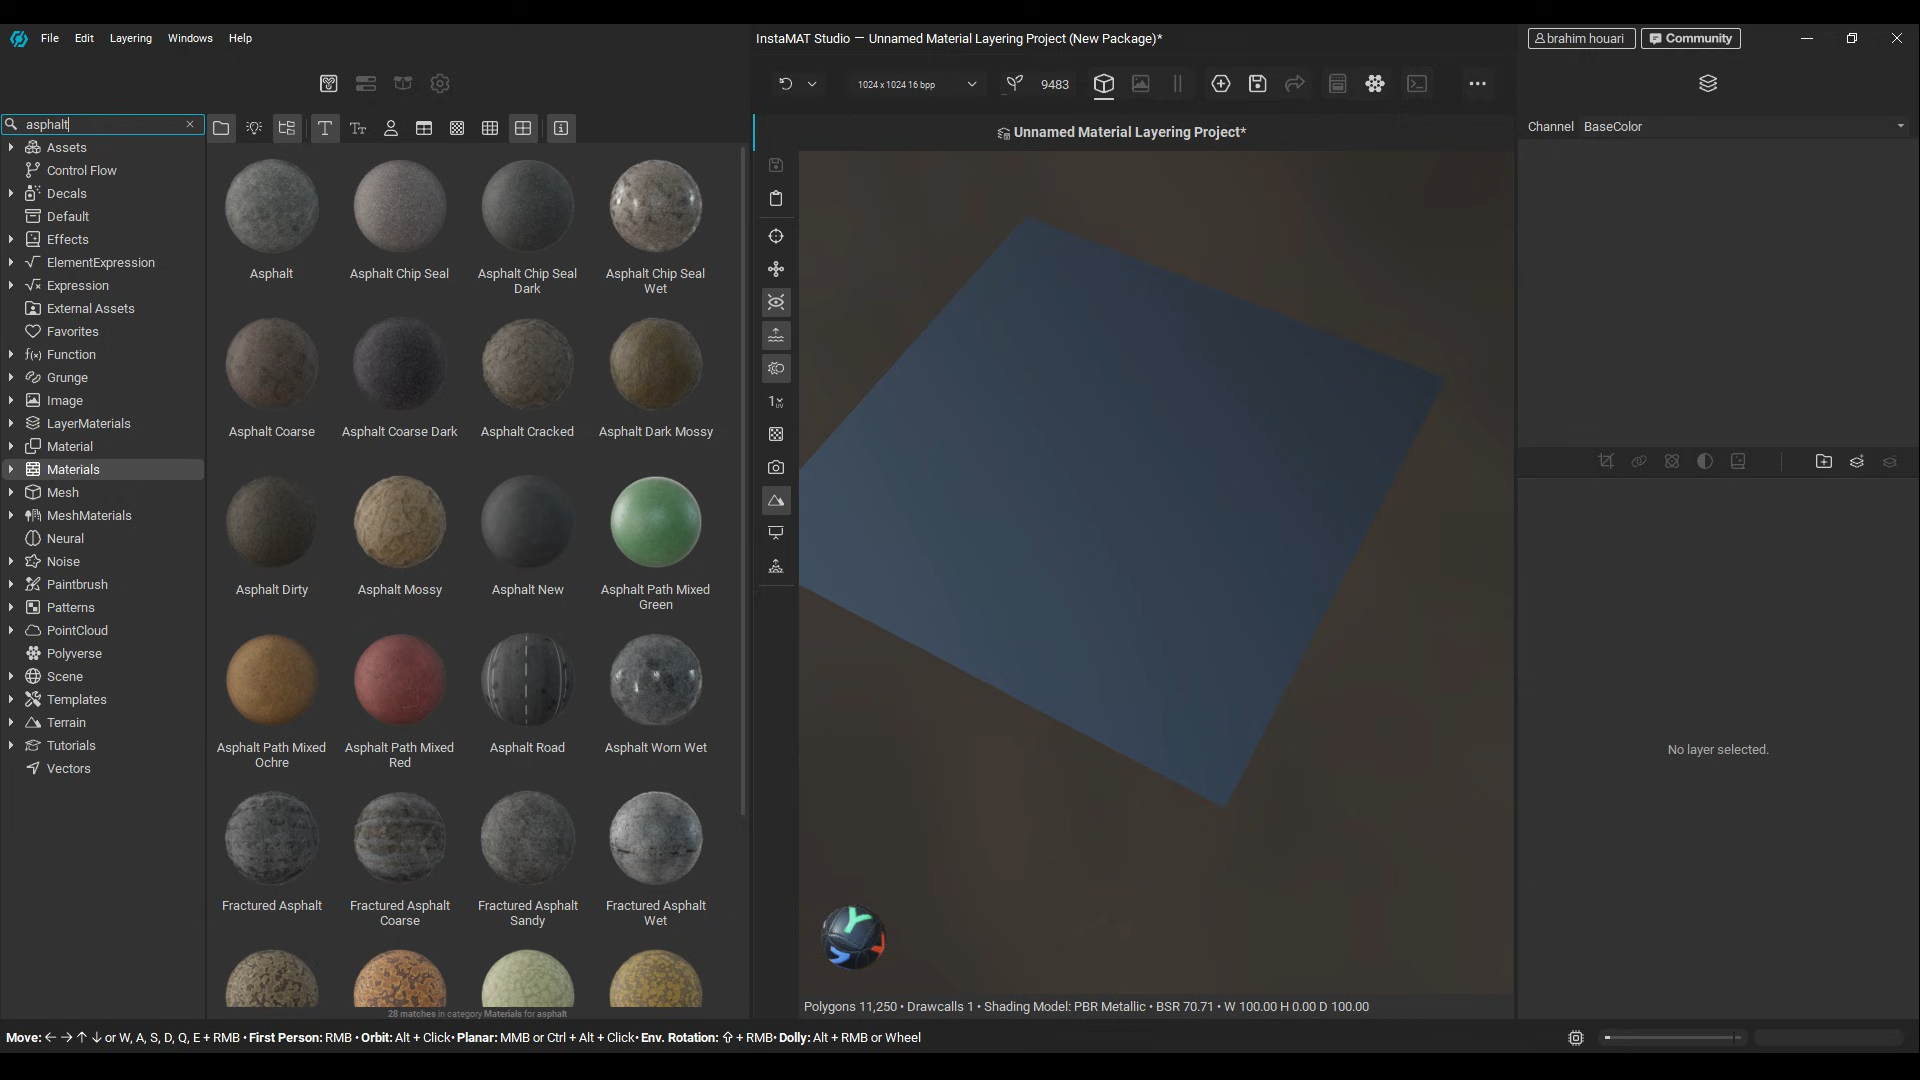 File Edit Layering Windows Help
InstaMAT Studio — Unnamed Material Layering Project (New Package)*
brahim houari
Community
1024 x 1024 16 bpp
9483
asphalt
Unnamed Material Layering Project*
Channel BaseColor
Assets
Control Flow
Decals
Default
Effects
ElementExpression
Expression
External Assets
Favorites
Function
Grunge
Image
LayerMaterials
Material
Materials
Mesh
MeshMaterials
Neural
Noise
Paintbrush
Patterns
PointCloud
Polyverse
Scene
Templates
Terrain
Tutorials
Vectors
Asphalt
Asphalt Chip Seal
Asphalt Chip Seal
Dark
Asphalt Chip Seal
Wet
Asphalt Coarse
Asphalt Coarse Dark
Asphalt Cracked
Asphalt Dark Mossy
Asphalt Dirty
Asphalt Mossy
Asphalt New
Asphalt Path Mixed
Green
Asphalt Path Mixed
Ochre
Asphalt Path Mixed
Red
Asphalt Road
Asphalt Worn Wet
Fractured Asphalt
Fractured Asphalt
Coarse
Fractured Asphalt
Sandy
Fractured Asphalt
Wet
28 matches in category Materials for asphalt
1
UV
Y
No layer selected.
Polygons 11,250 • Drawcalls 1 • Shading Model: PBR Metallic • BSR 70.71 • W 100.00 H 0.00 D 100.00
Move: ← → ↑ ↓ or W, A, S, D, Q, E + RMB • First Person: RMB • Orbit: Alt + Click• Planar: MMB or Ctrl + Alt + Click• Env. Rotation: ⇧ + RMB• Dolly: Alt + RMB or Wheel